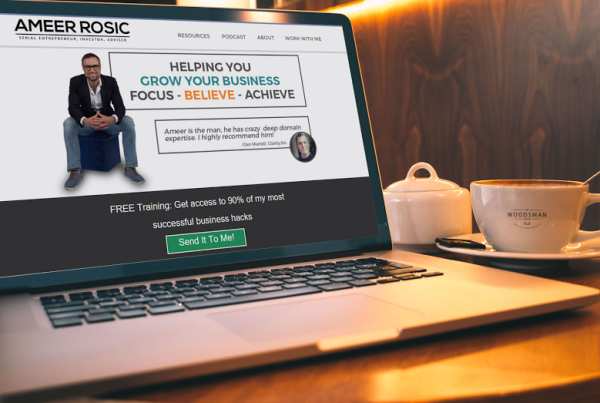 AMEER ROSIC
SERIAL ENTREPRENEUR, INVESTOR, ADVISOR
RESOURCES PODCAST ABOUT WORK WITH ME
HELPING YOU
GROW YOUR BUSINESS
FOCUS - BELIEVE - ACHIEVE
Ameer is the man, he has crazy deep domain
expertise. I highly recommend him!
-Dan Martell, Clarity.fm
FREE Training: Get access to 90% of my most
successful business hacks
Send It To Me!
WOODSMAN